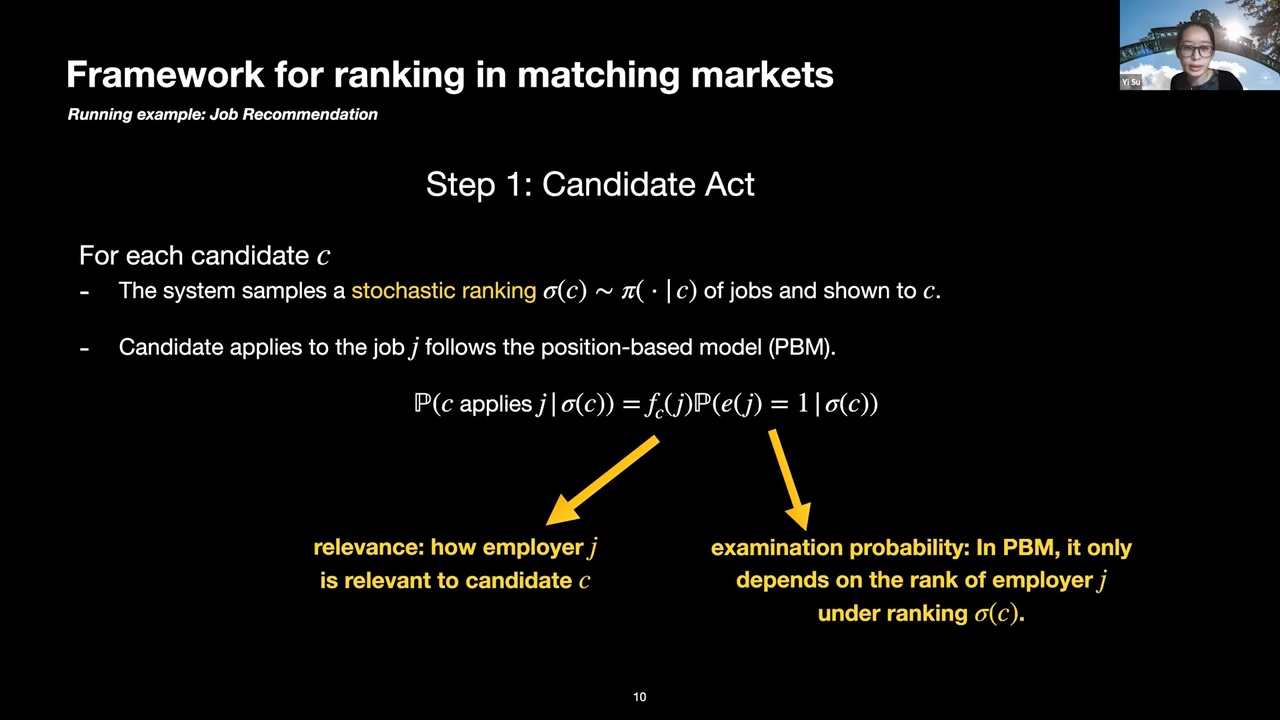 Framework for ranking in matching markets
Running example: Job Recommendation
Yi Su
Step 1: Candidate Act
For each candidate c
- The system samples a stochastic ranking σ(c) ∼ π( · | c) of jobs and shown to c.
- Candidate applies to the job j follows the position-based model (PBM).
ℙ(c applies j | σ(c)) = f_c(j)ℙ(e(j) = 1 | σ(c))
relevance: how employer j
is relevant to candidate c
examination probability: In PBM, it only
depends on the rank of employer j
under ranking σ(c).
10